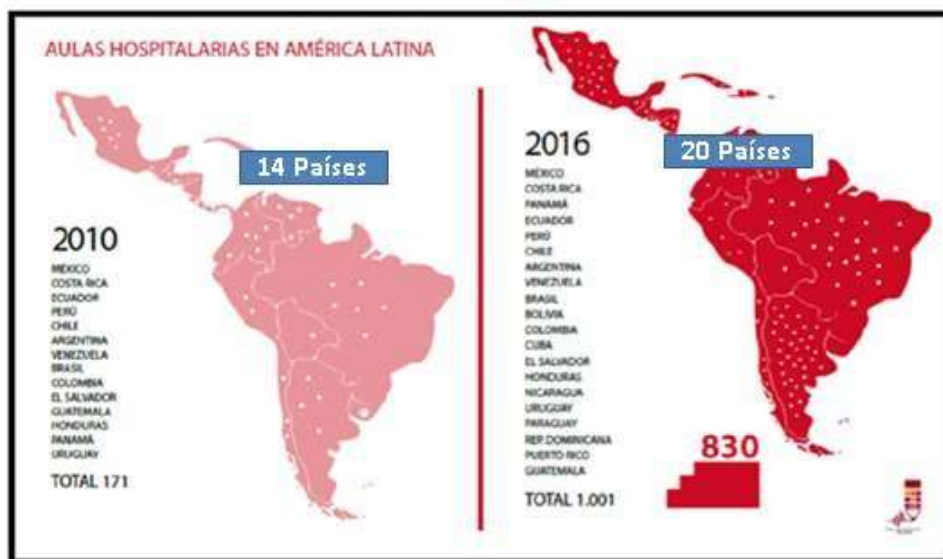 AULAS HOSPITALARIAS EN AMÉRICA LATINA
14 Países
2010
MÉXICO
COSTA RICA
ECUADOR
PERÚ
CHILE
ARGENTINA
VENEZUELA
BRASIL
COLOMBIA
EL SALVADOR
GUATEMALA
HONDURAS
PANAMÁ
URUGUAY
TOTAL 171
20 Países
2016
MÉXICO
COSTA RICA
PANAMÁ
ECUADOR
PERÚ
CHILE
ARGENTINA
VENEZUELA
BRASIL
BOLIVIA
COLOMBIA
CUBA
EL SALVADOR
HONDURAS
NICARAGUA
URUGUAY
PARAGUAY
REP. DOMINICANA
PUERTO RICO
GUATEMALA
TOTAL 1.001
830